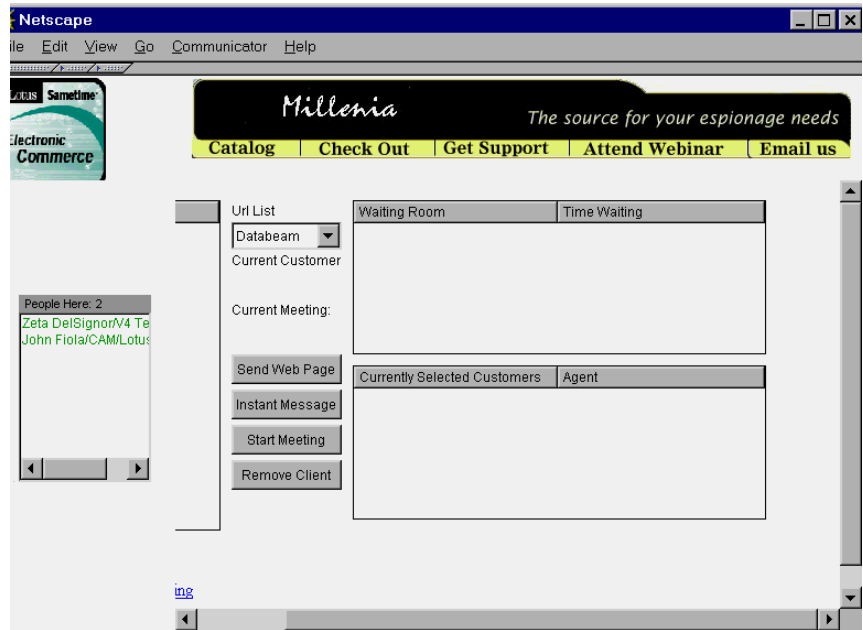 Netscape
ile Edit View Go Communicator Help
Lotus Sametime
Electronic
Commerce
Millenia
The source for your espionage needs
Catalog | Check Out | Get Support | Attend Webinar | Email us
Url List
Databeam
Current Customer
Current Meeting:
Waiting Room Time Waiting
People Here: 2
Zeta DelSignor/V4 Te
John Fiola/CAM/Lotus
Send Web Page
Instant Message
Start Meeting
Remove Client
Currently Selected Customers Agent
ing